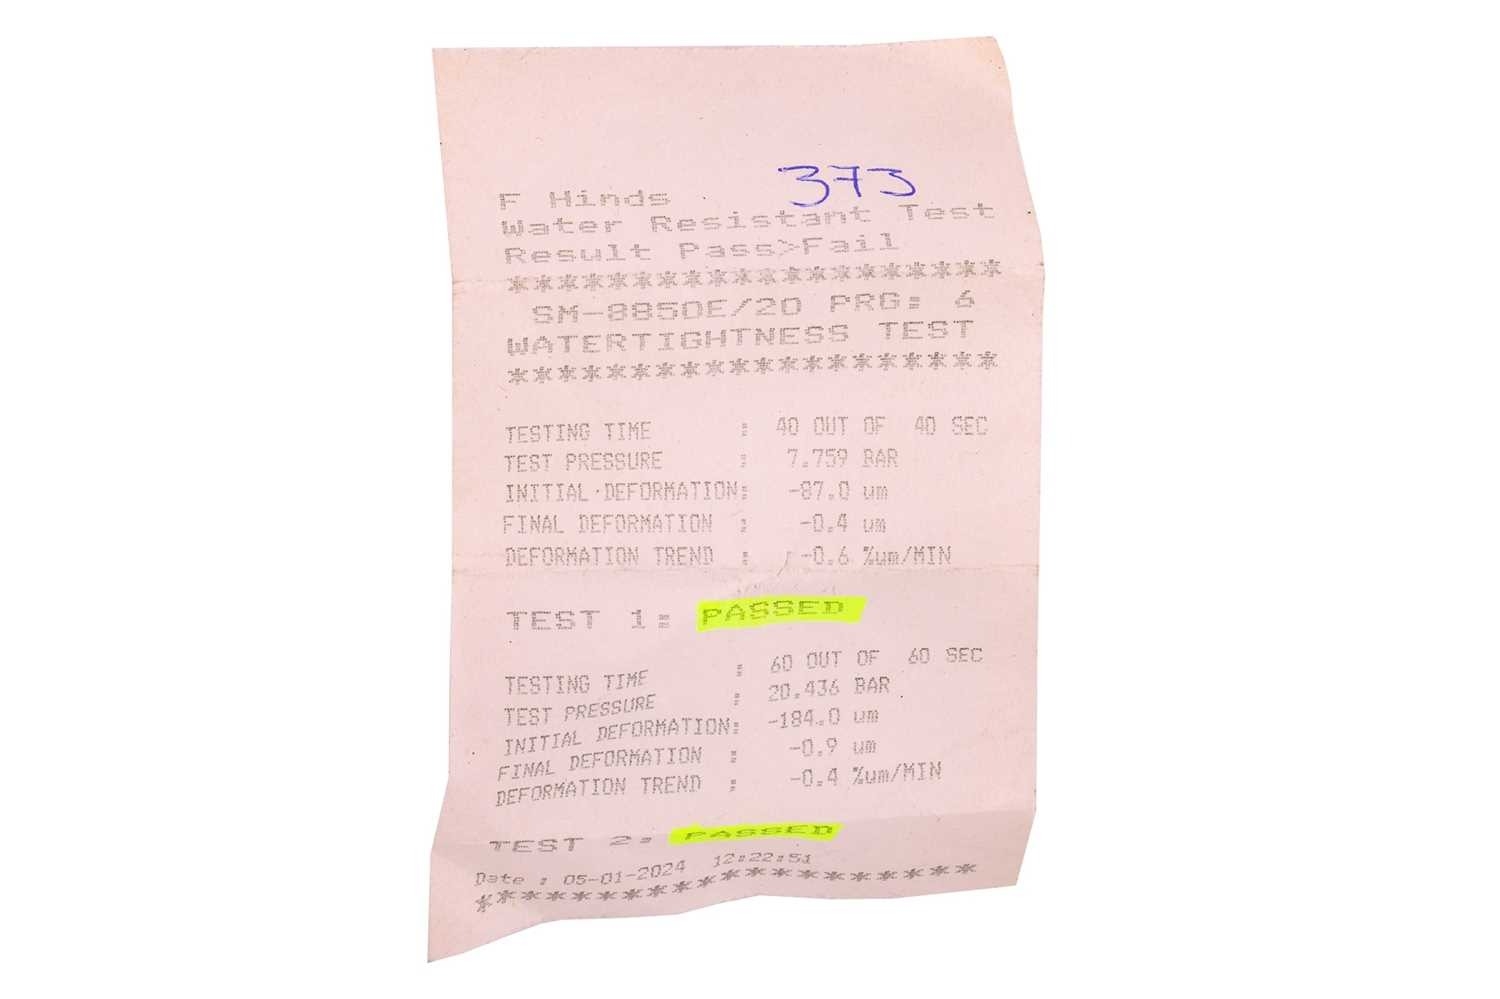 373
F Hinds
Water Resistant Test
Result Pass>Fail
********************
SM-8850E/20 PRG: 6
WATERTIGHTNESS TEST
********************
TESTING TIME : 40 OUT OF 40 SEC
TEST PRESSURE : 7.759 BAR
INITIAL DEFORMATION: -87.0 um
FINAL DEFORMATION : -0.4 um
DEFORMATION TREND : -0.6 %um/MIN
TEST 1: PASSED
TESTING TIME : 60 OUT OF 60 SEC
TEST PRESSURE : 20.436 BAR
INITIAL DEFORMATION: -184.0 um
FINAL DEFORMATION : -0.9 um
DEFORMATION TREND : -0.4 %um/MIN
TEST 2: PASSED
Date : 05-01-2024 12:22:51
********************